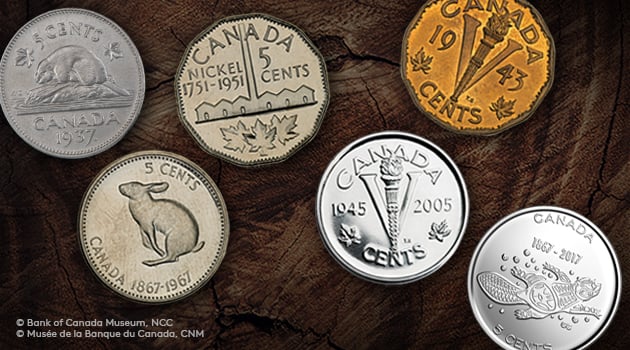 5 CENTS
CANADA
1937
CANADA
NICKEL 5
1751-1951 CENTS
CANADA
19 43
CENTS
5 CENTS
CANADA 1867-1967
CANADA
1945 2005
CENTS
CANADA
1867-2017
5 CENTS
© Bank of Canada Museum, NCC
© Musée de la Banque du Canada, CNM